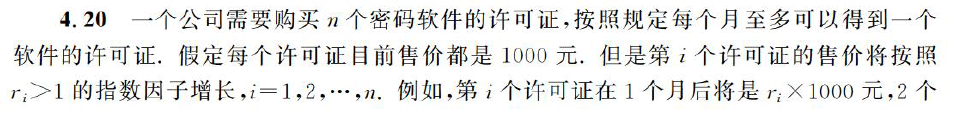 4.20 一个公司需要购买 n 个密码软件的许可证,按照规定每个月至多可以得到一个
软件的许可证. 假定每个许可证目前售价都是 1000 元. 但是第 i 个许可证的售价将按照
rᵢ>1 的指数因子增长,i=1,2,…,n. 例如,第 i 个许可证在 1 个月后将是 rᵢ×1000 元,2 个